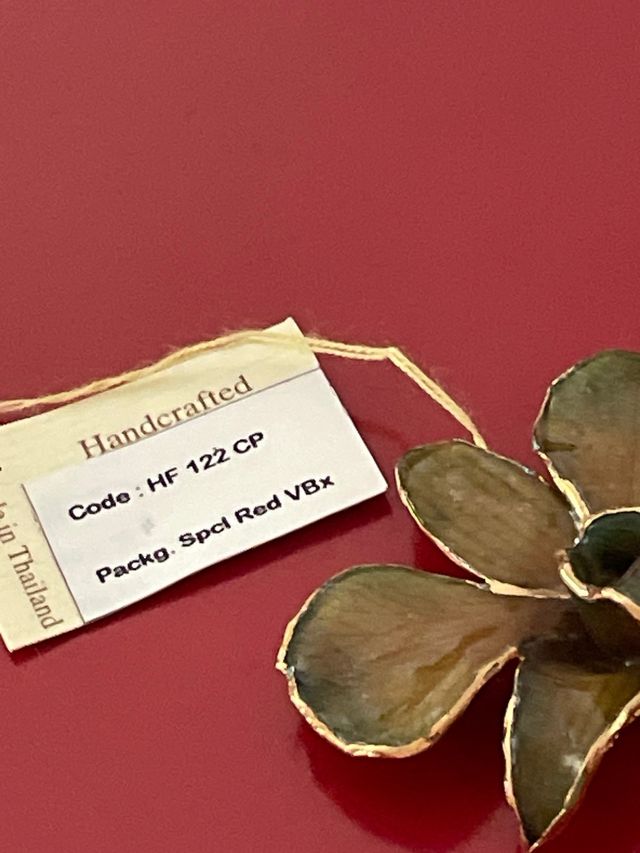 Handcrafted
Code : HF 122 CP
Packg. Spcl Red VBx
in Thailand